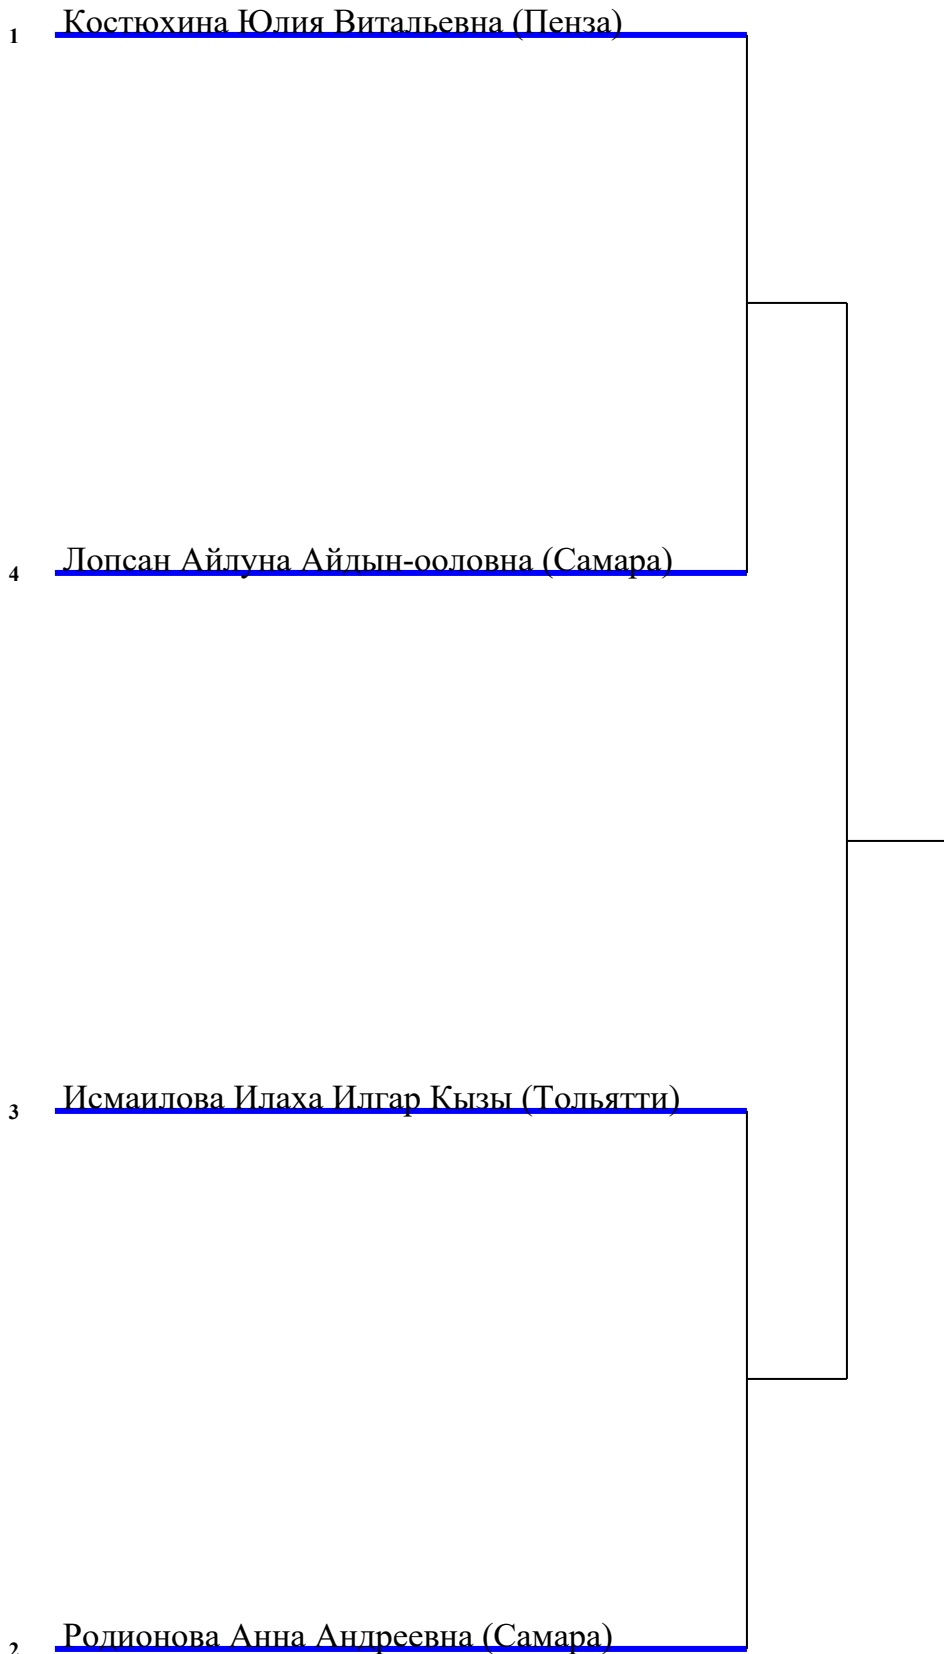 1 Костюхина Юлия Витальевна (Пенза)
4 Лопсан Айлуна Айдын-ооловна (Самара)
3 Исмаилова Илаха Илгар Кызы (Тольятти)
2 Родионова Анна Андреевна (Самара)